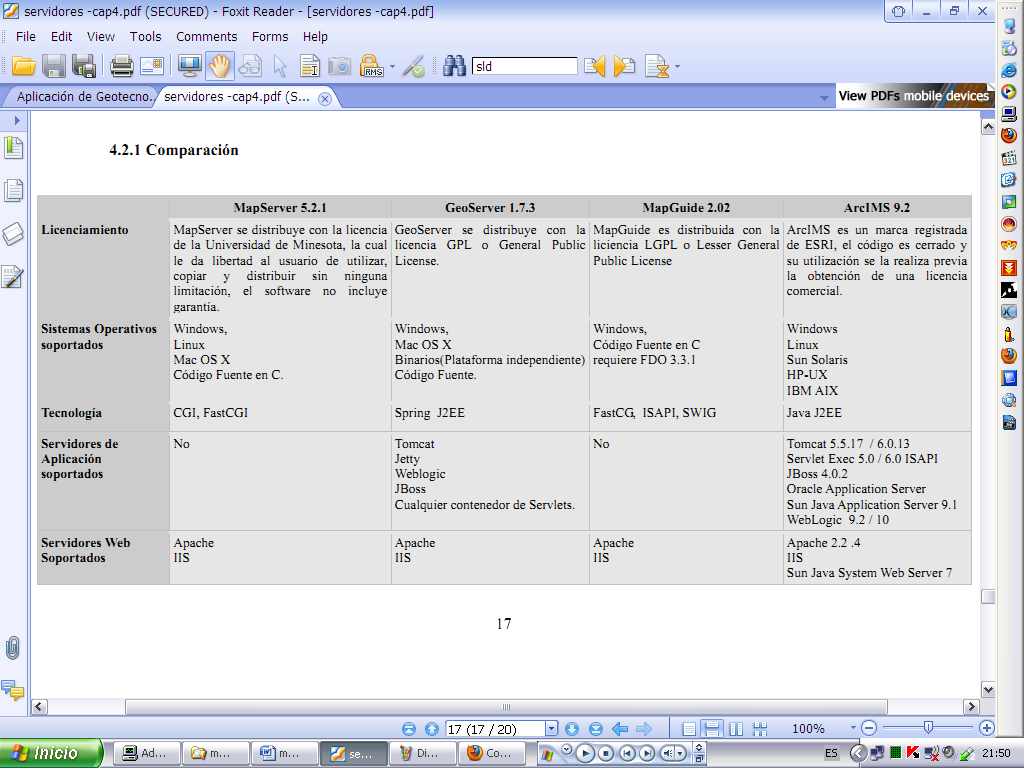 servidores -cap4.pdf (SECURED) - Foxit Reader - [servidores -cap4.pdf]
File Edit View Tools Comments Forms Help
RMS
sld
Aplicación de Geotecno...
servidores -cap4.pdf (S...
View PDFs mobile devices
4.2.1 Comparación
MapServer 5.2.1 GeoServer 1.7.3 MapGuide 2.02 ArcIMS 9.2
Licenciamiento
MapServer se distribuye con la licencia
de la Universidad de Minesota, la cual
le da libertad al usuario de utilizar,
copiar y distribuir sin ninguna
limitación, el software no incluye
garantía.
GeoServer se distribuye con la
licencia GPL o General Public
License.
MapGuide es distribuida con la
liciencia LGPL o Lesser General
Public License
ArcIMS es un marca registrada
de ESRI, el código es cerrado y
su utilización se la realiza previa
la obtención de una licencia
comercial.
Sistemas Operativos
soportados
Windows,
Linux
Mac OS X
Código Fuente en C.
Windows,
Mac OS X
Binarios(Plataforma independiente)
Código Fuente.
Windows,
Código Fuente en C
requiere FDO 3.3.1
Windows
Linux
Sun Solaris
HP-UX
IBM AIX
Tecnología
CGI, FastCGI
Spring J2EE
FastCG, ISAPI, SWIG
Java J2EE
Servidores de
Aplicación
soportados
No
Tomcat
Jetty
Weblogic
JBoss
Cualquier contenedor de Servlets.
No
Tomcat 5.5.17 / 6.0.13
Servlet Exec 5.0 / 6.0 ISAPI
JBoss 4.0.2
Oracle Application Server
Sun Java Application Server 9.1
WebLogic 9.2 / 10
Servidores Web
Soportados
Apache
IIS
Apache
IIS
Apache
IIS
Apache 2.2 .4
IIS
Sun Java System Web Server 7
17
17 (17 / 20)
100%
Inicio
Ad...
m...
m...
se...
Di...
Co...
ES
21:50